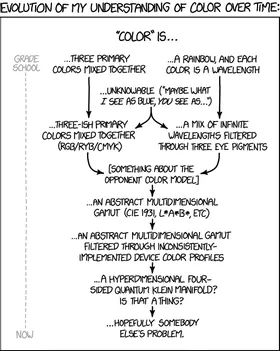 EVOLUTION OF MY UNDERSTANDING OF COLOR OVER TIME:
"COLOR" IS...
GRADE
SCHOOL
...THREE PRIMARY
COLORS MIXED TOGETHER
...A RAINBOW, AND EACH
COLOR IS A WAVELENGTH
...UNKNOWABLE ("MAYBE WHAT
I SEE AS BLUE, YOU SEE AS...")
...THREE-ISH PRIMARY
COLORS MIXED TOGETHER
(RGB/RYB/CMYK)
...A MIX OF INFINITE
WAVELENGTHS FILTERED
THROUGH THREE EYE PIGMENTS
[SOMETHING ABOUT THE
OPPONENT COLOR MODEL]
...AN ABSTRACT MULTIDIMENSIONAL
GAMUT (CIE 1931, L*A*B*, ETC)
...AN ABSTRACT MULTIDIMENSIONAL GAMUT
FILTERED THROUGH INCONSISTENTLY-
IMPLEMENTED DEVICE COLOR PROFILES
...A HYPERDIMENSIONAL FOUR-
SIDED QUANTUM KLEIN MANIFOLD?
IS THAT A THING?
...HOPEFULLY SOMEBODY
ELSE'S PROBLEM.
NOW